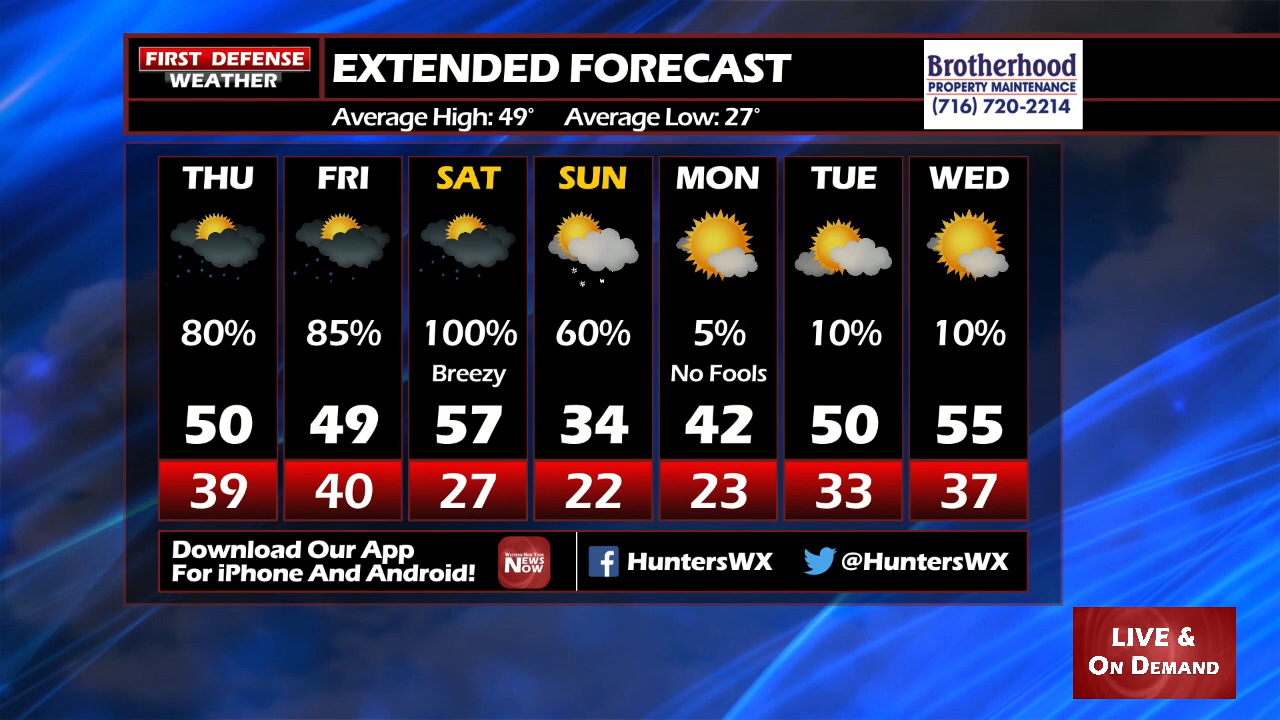 FIRST DEFENSE
WEATHER
EXTENDED FORECAST
Average High: 49° Average Low: 27°
Brotherhood
PROPERTY MAINTENANCE
(716) 720-2214
THU FRI SAT SUN MON TUE WED
80% 85% 100% 60% 5% 10% 10%
Breezy No Fools
50 49 57 34 42 50 55
39 40 27 22 23 33 37
Download Our App
For iPhone And Android!
Western New York
News
Now
HuntersWX @HuntersWX
LIVE &
On Demand